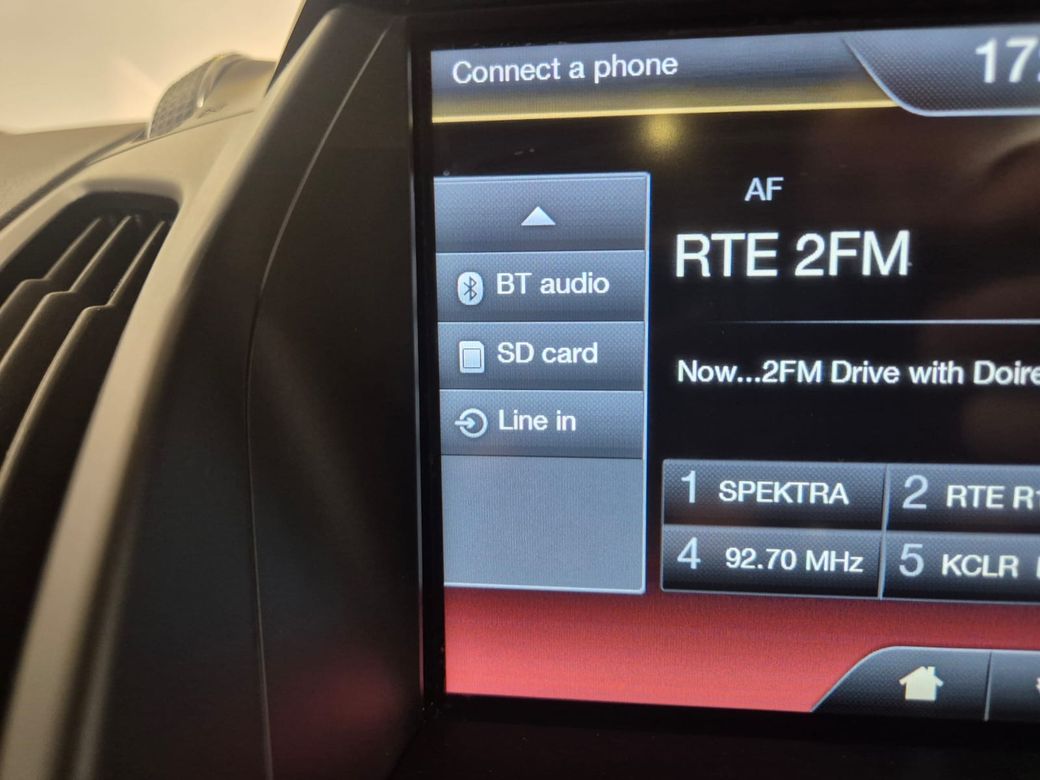 Connect a phone
17
AF
RTE 2FM
BT audio
SD card
Now...2FM Drive with
Line in
1 SPEKTRA
2 RTE
4 92.70 MHz
5 KCLR